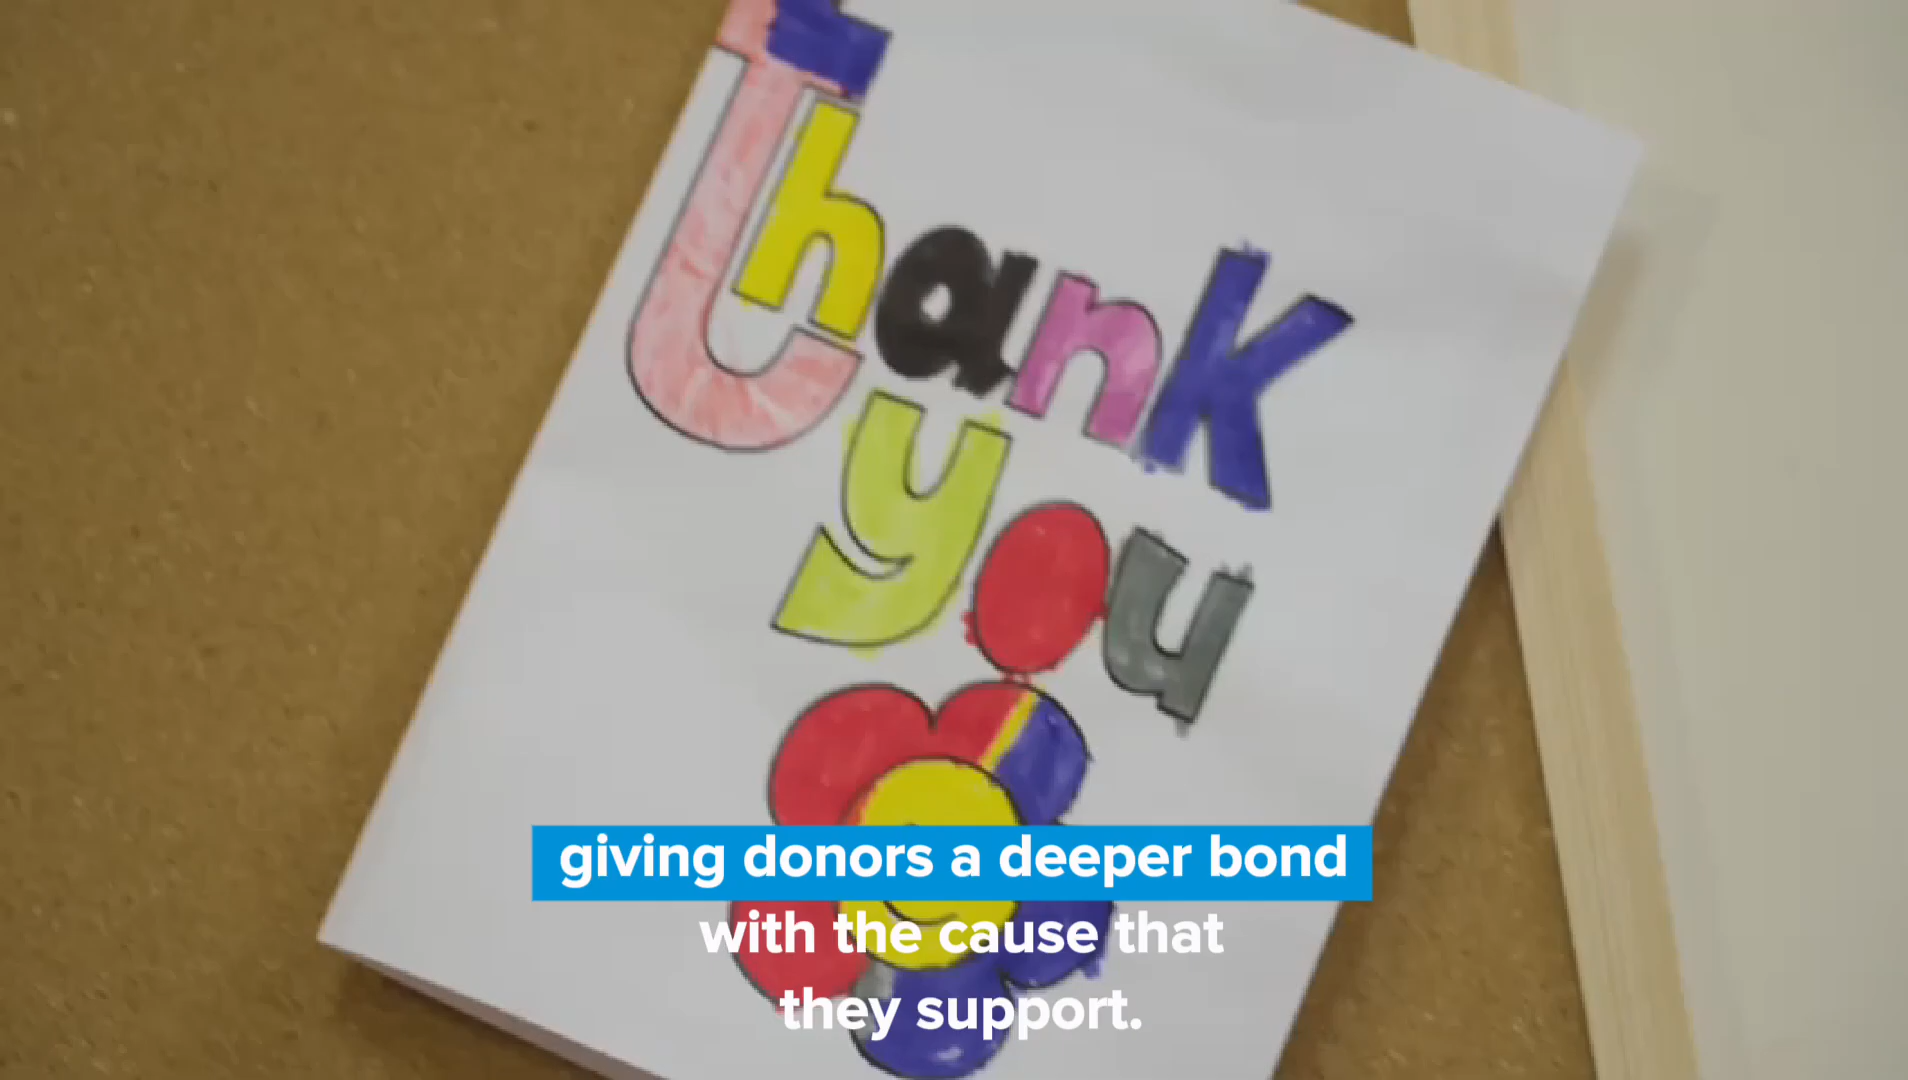 Thank
you
giving donors a deeper bond
with the cause that
they support.